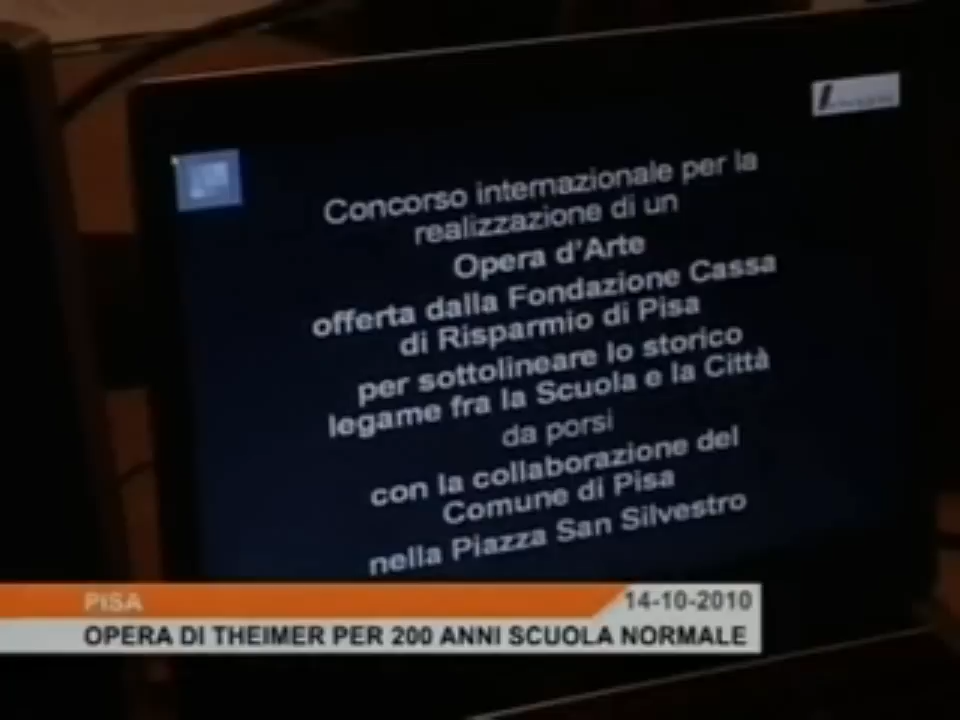 Concorso internazionale per la
realizzazione di un
Opera d'Arte
offerta dalla Fondazione Cassa
di Risparmio di Pisa
per sottolineare lo storico
legame fra la Scuola e la Città
da porsi
con la collaborazione del
Comune di Pisa
nella Piazza San Silvestro
PISA
14-10-2010
OPERA DI THEIMER PER 200 ANNI SCUOLA NORMALE